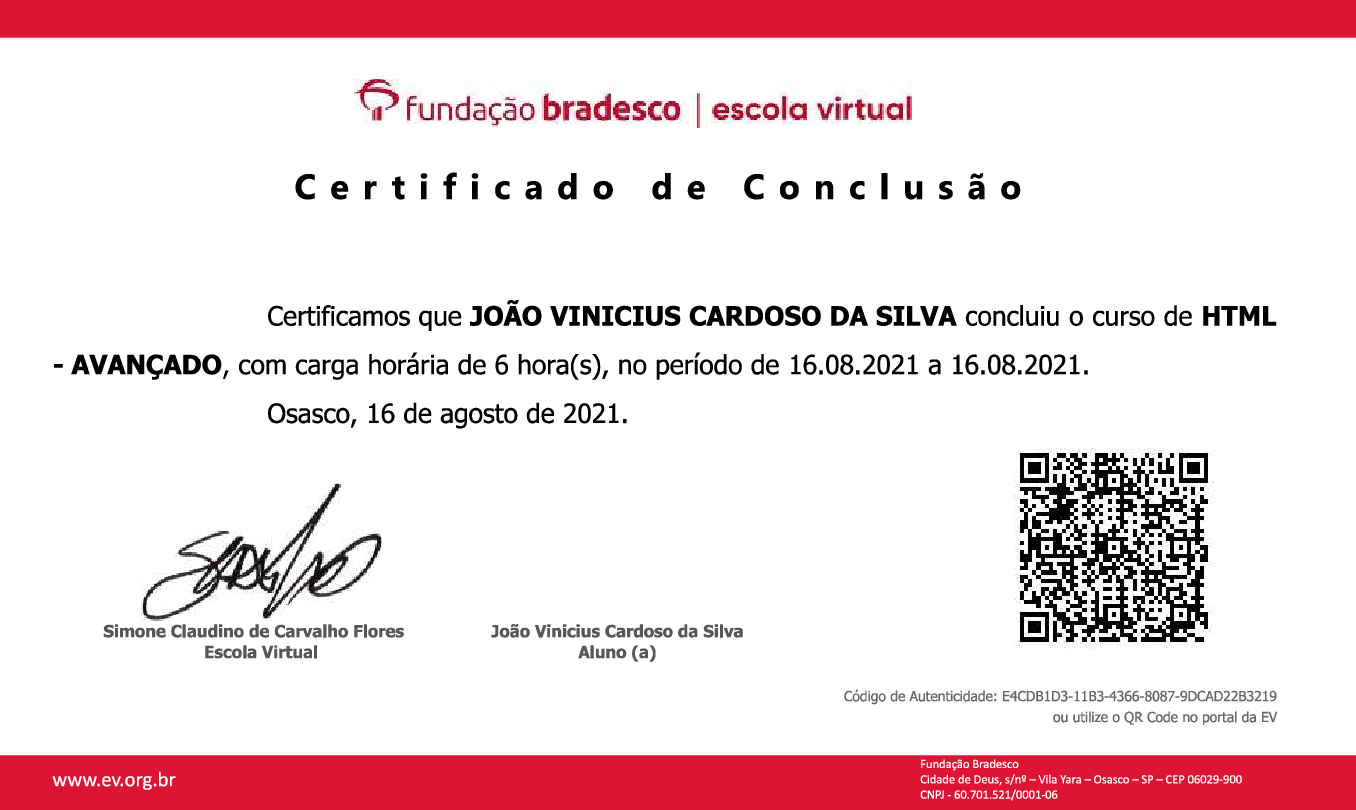 fundação bradesco | escola virtual
Certificado de Conclusão
Certificamos que JOÃO VINICIUS CARDOSO DA SILVA concluiu o curso de HTML
- AVANÇADO, com carga horária de 6 hora(s), no período de 16.08.2021 a 16.08.2021.
Osasco, 16 de agosto de 2021.
Simone Claudino de Carvalho Flores
Escola Virtual
João Vinicius Cardoso da Silva
Aluno (a)
Código de Autenticidade: E4CDB1D3-11B3-4366-8087-9DCAD22B3219
ou utilize o QR Code no portal da EV
www.ev.org.br
Fundação Bradesco
Cidade de Deus, s/nº – Vila Yara – Osasco – SP – CEP 06029-900
CNPJ - 60.701.521/0001-06